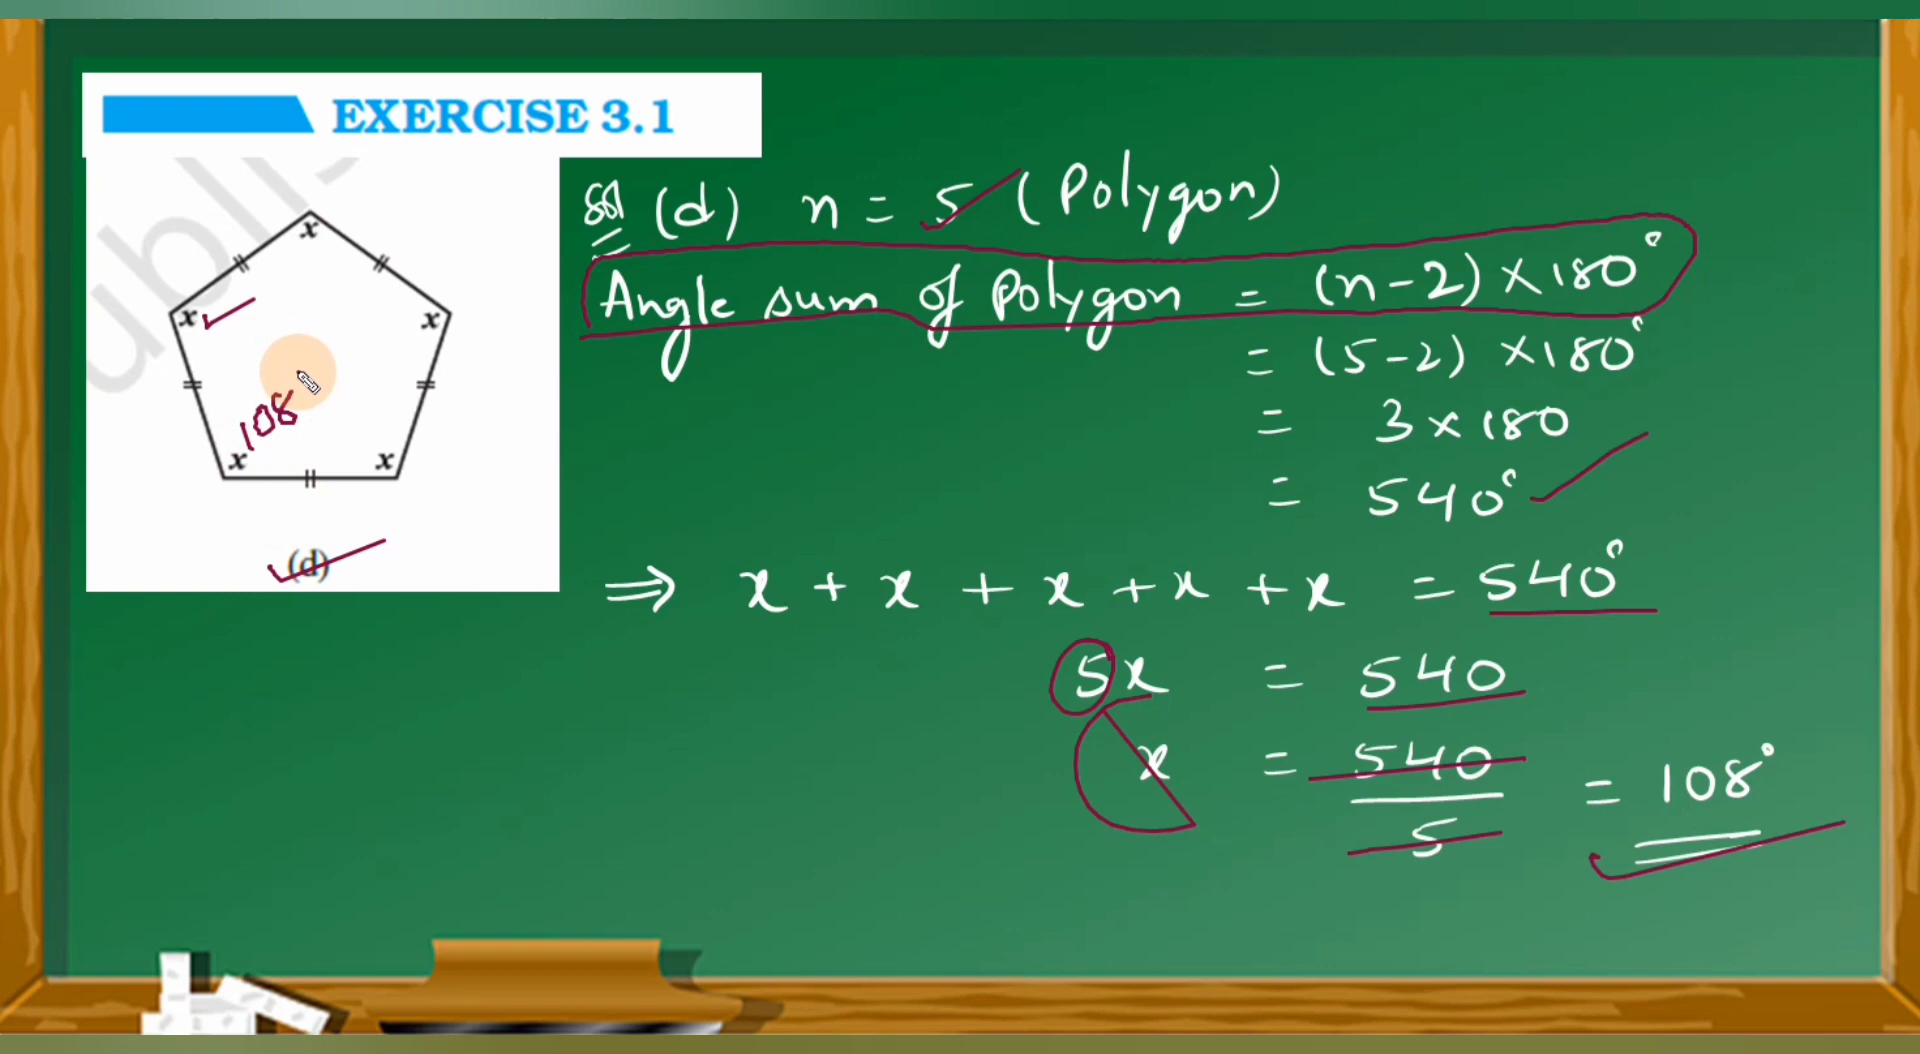 EXERCISE 3.1
x
x
x
108
x
x
(d)
Sol (d) n = 5 (Polygon)
Angle sum of Polygon = (n-2) × 180°
= (5-2) × 180°
= 3 × 180
= 540°
⇒ x + x + x + x + x = 540°
5x = 540
x = 540/5 = 108°